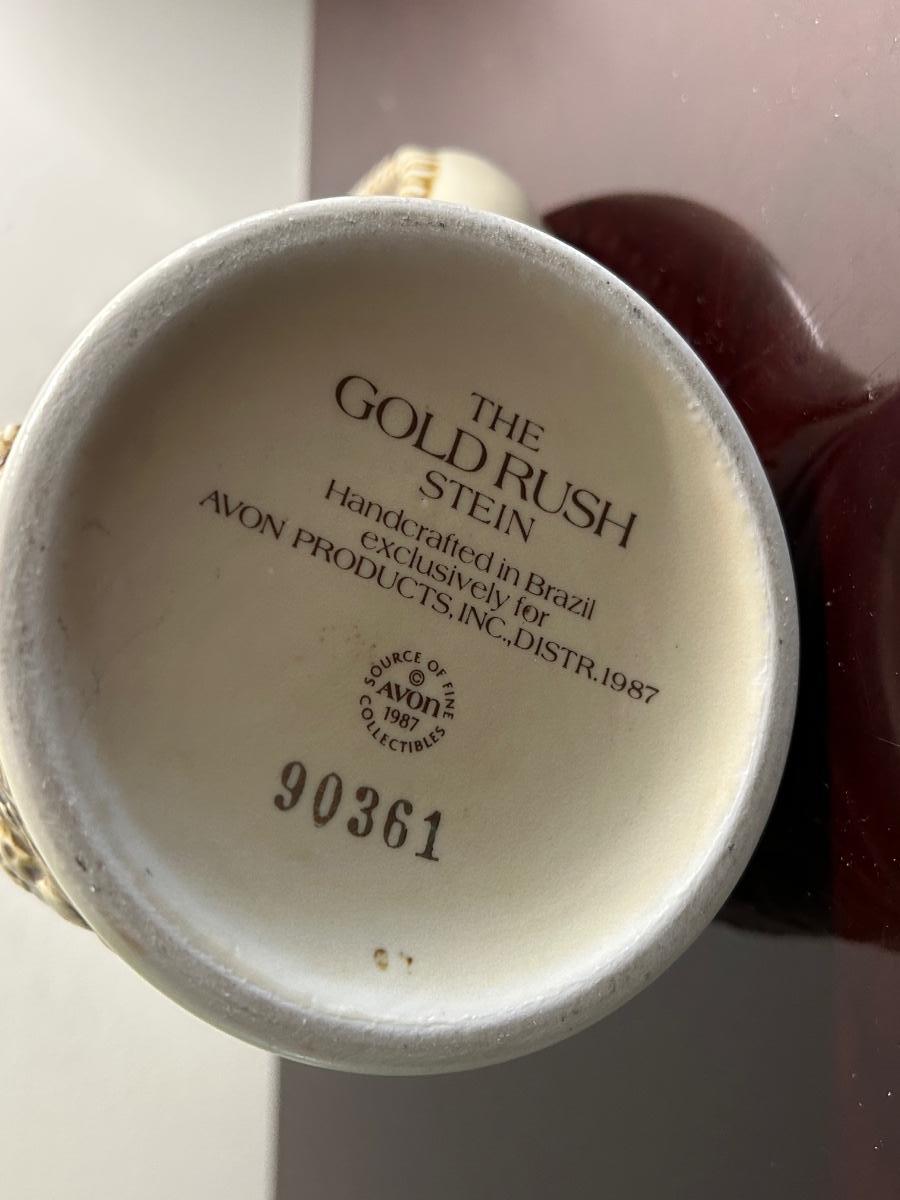 THE
GOLD RUSH
STEIN
Handcrafted in Brazil
exclusively for
AVON PRODUCTS, INC., DISTR. 1987
SOURCE OF FINE
©
AVON
1987
COLLECTIBLES
90361